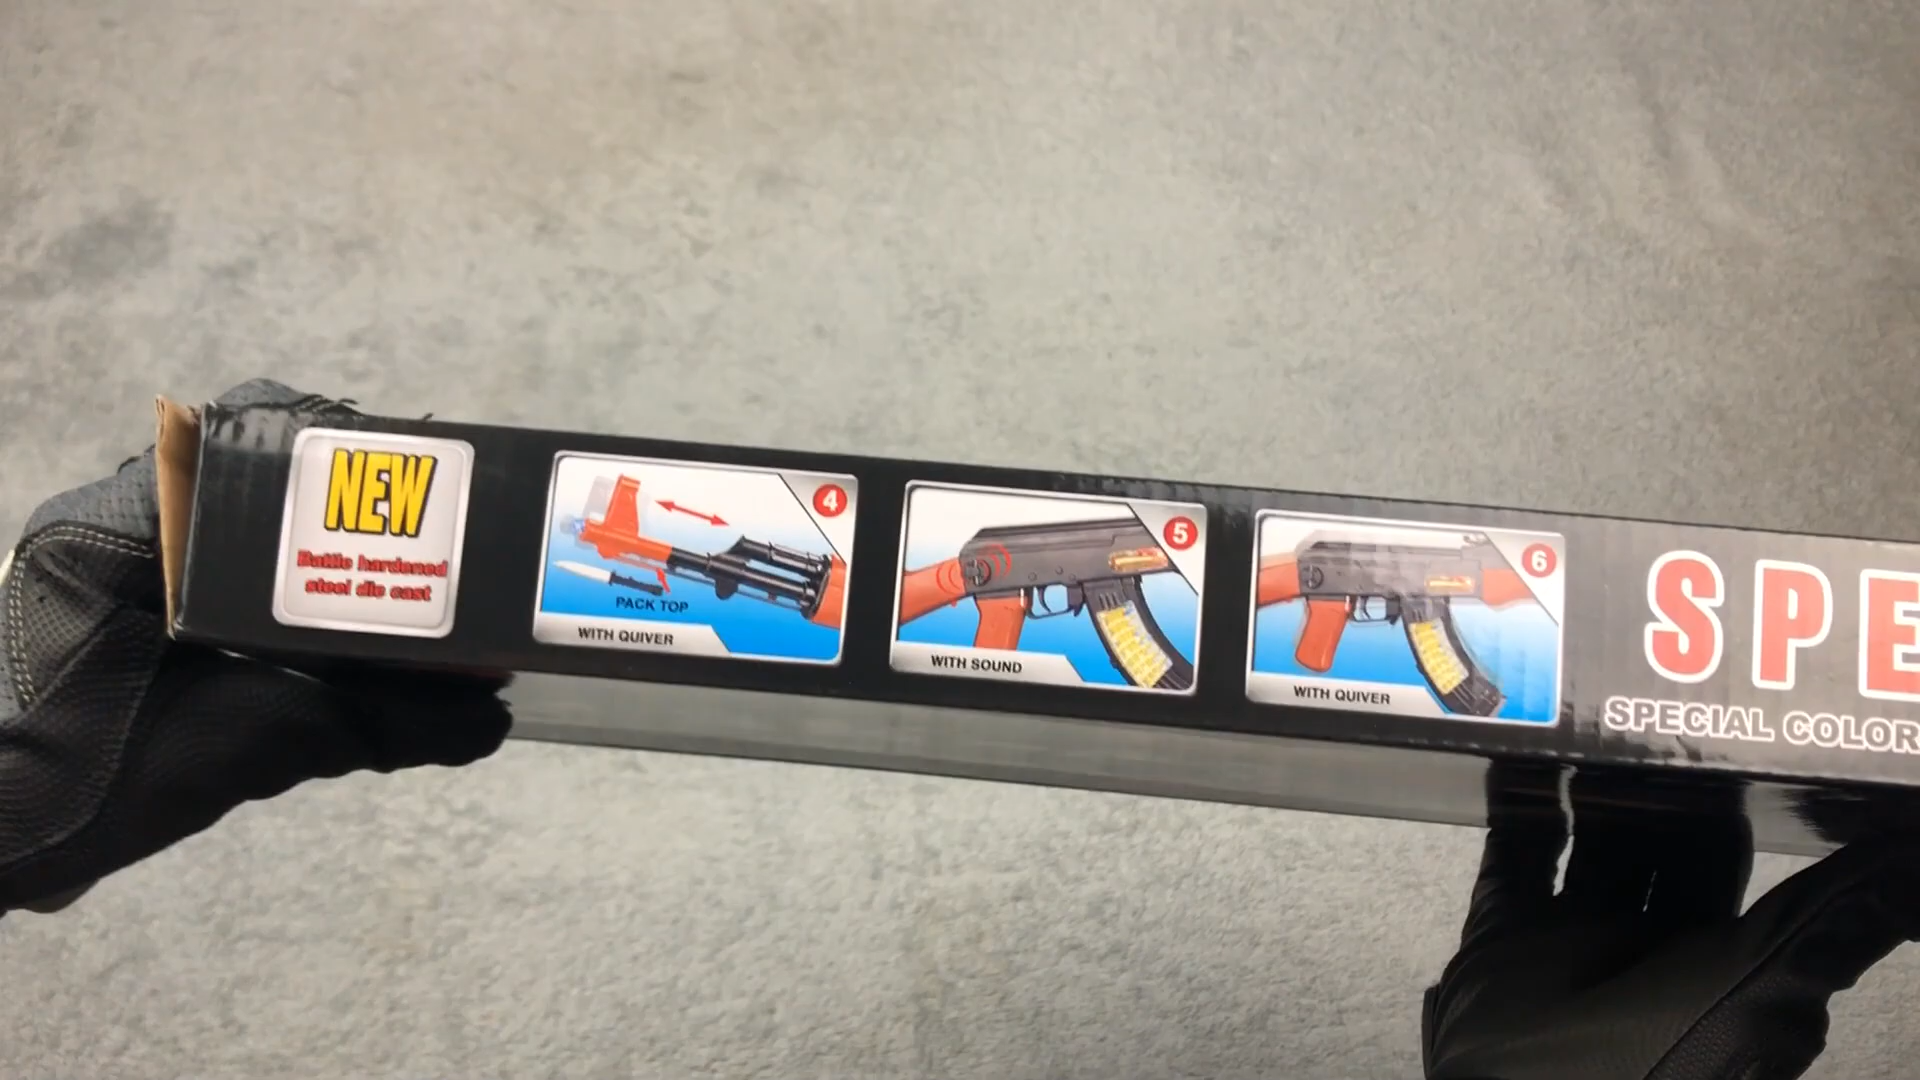 NEW
Battle hardened
steel die cast
4
PACK TOP
WITH QUIVER
5
WITH SOUND
6
WITH QUIVER
SPE
SPECIAL COLOR